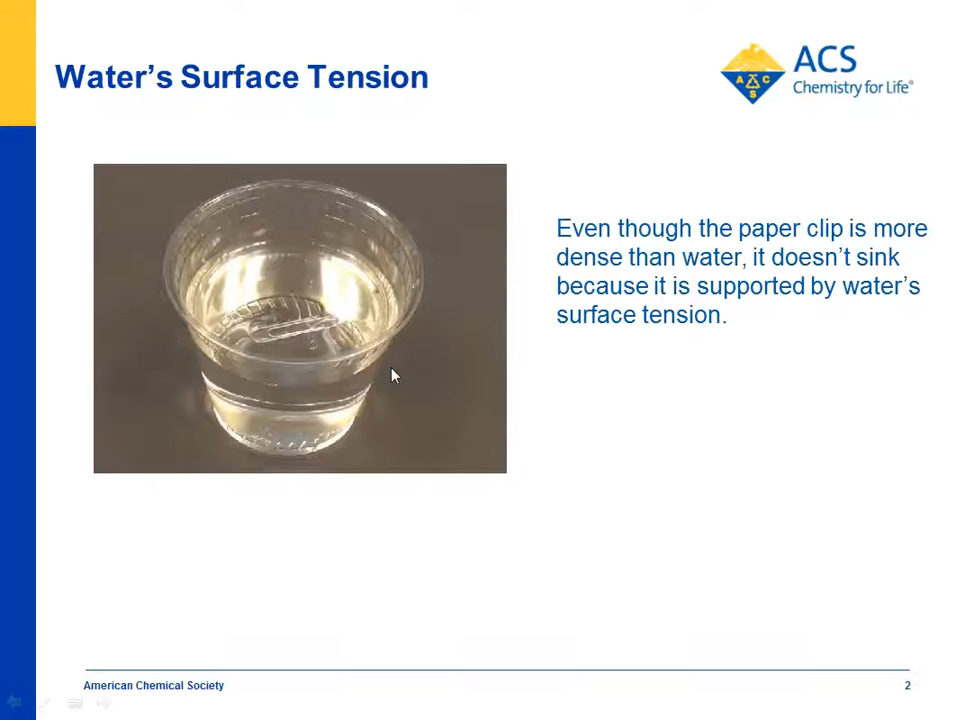 Water’s Surface Tension
ACS
Chemistry for Life®
A C
S
Even though the paper clip is more
dense than water, it doesn’t sink
because it is supported by water’s
surface tension.
American Chemical Society
2